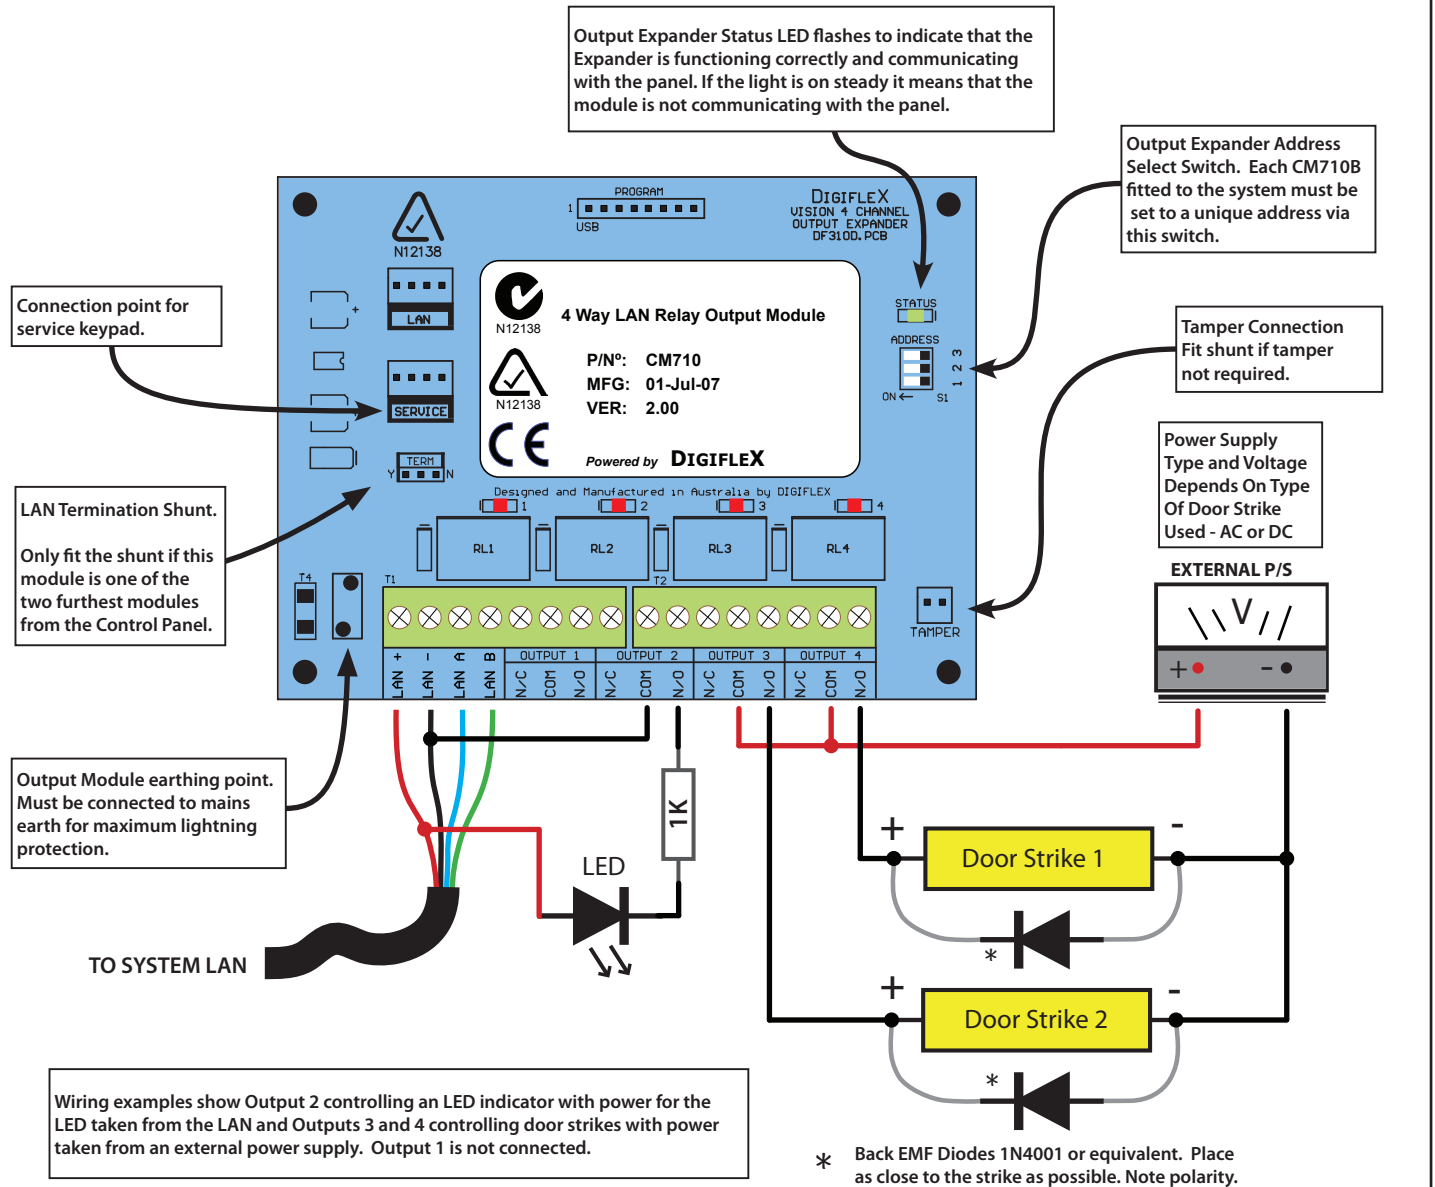 Output Expander Status LED flashes to indicate that the
Expander is functioning correctly and communicating
with the panel. If the light is on steady it means that the
module is not communicating with the panel.
Output Expander Address
Select Switch.  Each CM710B
fitted to the system must be
set to a unique address via
this switch.
PROGRAM
1
USB
DIGIFLEX
VISION 4 CHANNEL
OUTPUT EXPANDER
DF310D.PCB
N12138
LAN
Connection point for
service keypad.
+
SERVICE
+
TERM
Y N
N12138
4 Way LAN Relay Output Module
P/Nº: CM710
MFG: 01-Jul-07
VER: 2.00
N12138
CE
Powered by DIGIFLEX
STATUS
ADDRESS
1 2 3
ON ← S1
Tamper Connection
Fit shunt if tamper
not required.
Power Supply
Type and Voltage
Depends On Type
Of Door Strike
Used - AC or DC
EXTERNAL P/S
V
+ -
LAN Termination Shunt.
Only fit the shunt if this
module is one of the
two furthest modules
from the Control Panel.
Designed and Manufactured in Australia by DIGIFLEX
1 2 3 4
RL1 RL2 RL3 RL4
T4 T1 T2
TAMPER
OUTPUT 1 OUTPUT 2 OUTPUT 3 OUTPUT 4
LAN + LAN - LAN A LAN B N/C COM N/O N/C COM N/O N/C COM N/O N/C COM N/O
Output Module earthing point.
Must be connected to mains
earth for maximum lightning
protection.
1K
LED
TO SYSTEM LAN
+ -
Door Strike 1
*
+ -
Door Strike 2
*
Wiring examples show Output 2 controlling an LED indicator with power for the
LED taken from the LAN and Outputs 3 and 4 controlling door strikes with power
taken from an external power supply.  Output 1 is not connected.
* Back EMF Diodes 1N4001 or equivalent.  Place
as close to the strike as possible. Note polarity.